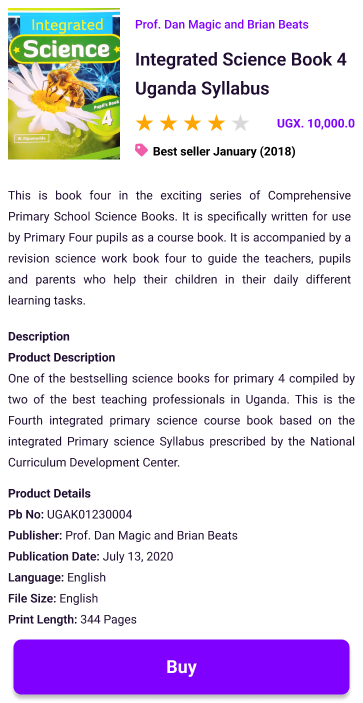 Integrated
Science
Pupil's Book
4
Prof. Dan Magic and Brian Beats
Integrated Science Book 4
Uganda Syllabus
UGX. 10,000.0
Best seller January (2018)
This is book four in the exciting series of Comprehensive
Primary School Science Books. It is specifically written for use
by Primary Four pupils as a course book. It is accompanied by a
revision science work book four to guide the teachers, pupils
and parents who help their children in their daily different
learning tasks.
Description
Product Description
One of the bestselling science books for primary 4 compiled by
two of the best teaching professionals in Uganda. This is the
Fourth integrated primary science course book based on the
integrated Primary science Syllabus prescribed by the National
Curriculum Development Center.
Product Details
Pb No: UGAK01230004
Publisher: Prof. Dan Magic and Brian Beats
Publication Date: July 13, 2020
Language: English
File Size: English
Print Length: 344 Pages
Buy